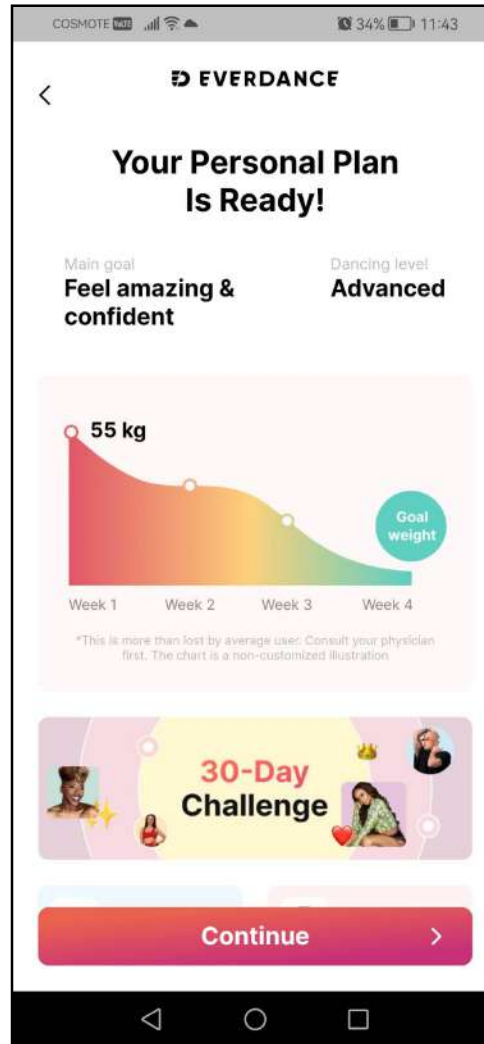 COSMOTE VoLTE 34% 11:43
EVERDANCE
Your Personal Plan
Is Ready!
Main goal
Feel amazing &
confident
Dancing level
Advanced
55 kg
Goal
weight
Week 1 Week 2 Week 3 Week 4
*This is more than lost by average user. Consult your physician
first. The chart is a non-customized illustration
30-Day
Challenge
Continue